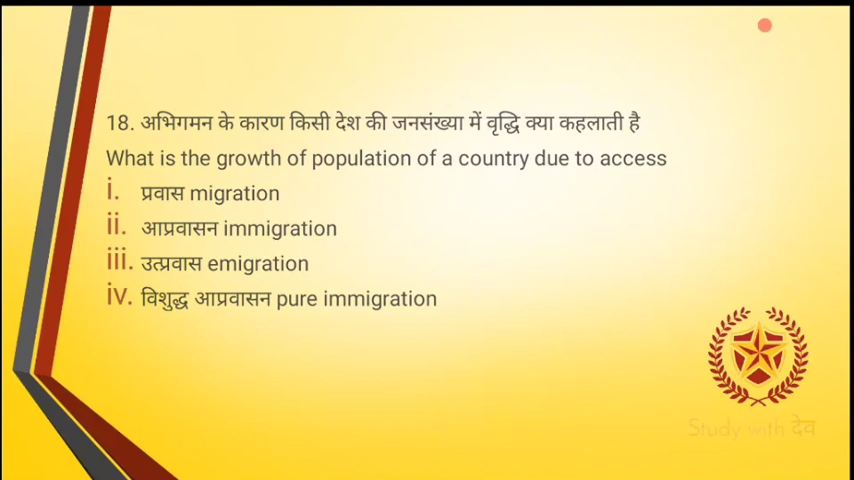 18. अभिगमन के कारण किसी देश की जनसंख्या में वृद्धि क्या कहलाती है
What is the growth of population of a country due to access
i. प्रवास migration
ii. आप्रवासन immigration
iii. उत्प्रवास emigration
iv. विशुद्ध आप्रवासन pure immigration
Study with देव